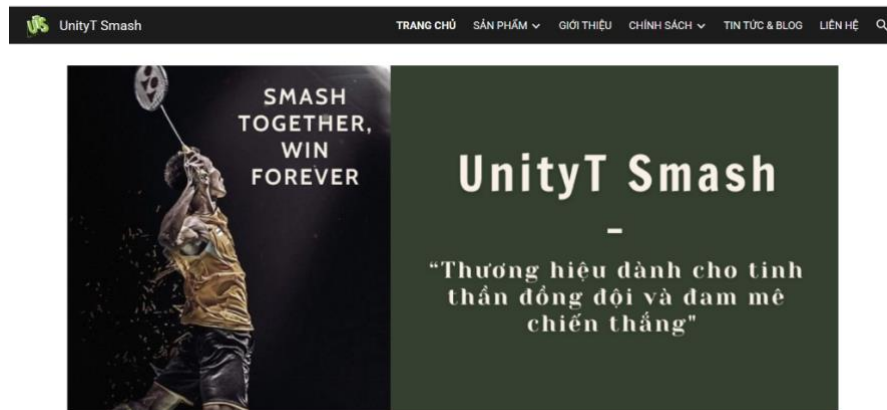 UTS UnityT Smash TRANG CHỦ SẢN PHẨM GIỚI THIỆU CHÍNH SÁCH TIN TỨC & BLOG LIÊN HỆ
SMASH
TOGETHER,
WIN
FOREVER
UnityT Smash
–
“Thương hiệu dành cho tinh
thần đồng đội và đam mê
chiến thắng"